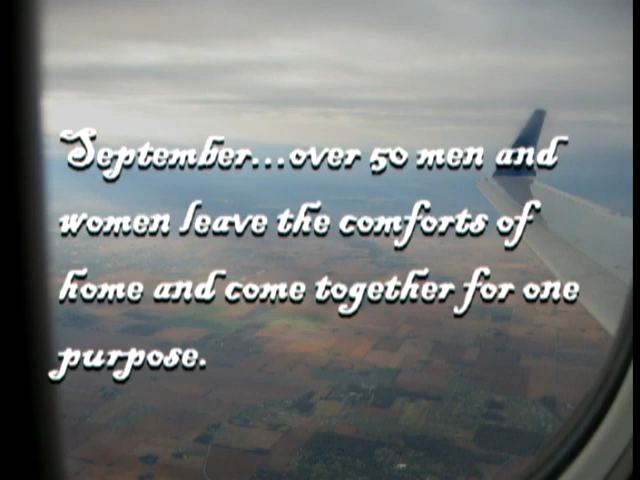 September...over 50 men and
women leave the comforts of
home and come together for one
purpose.